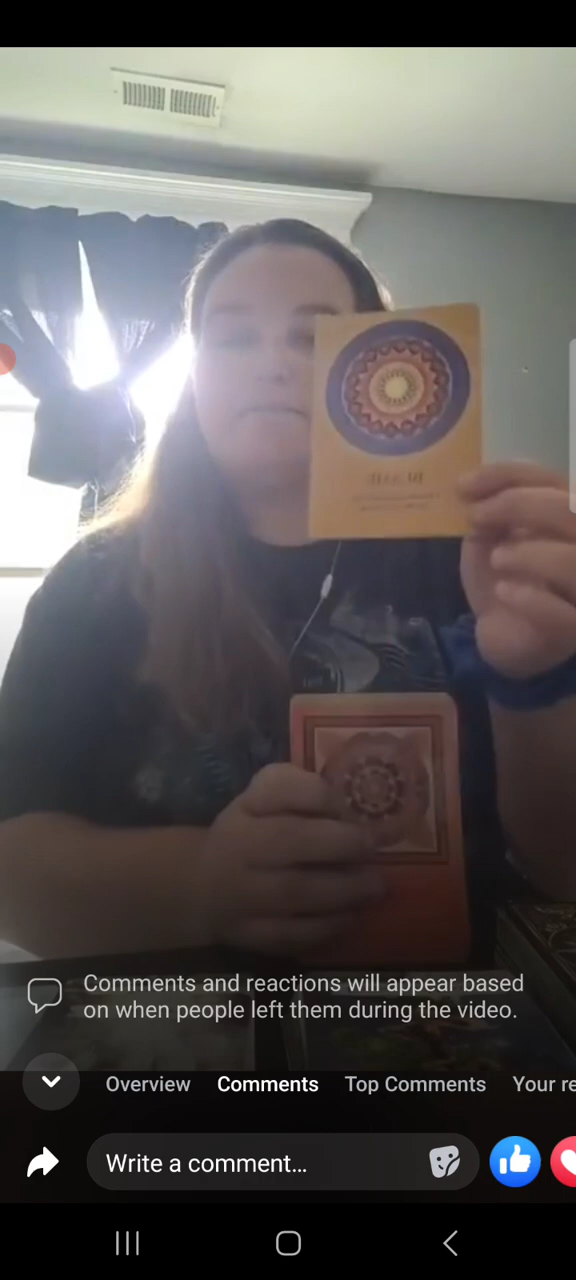 Comments and reactions will appear based
on when people left them during the video.
Overview Comments Top Comments Your re
Write a comment...